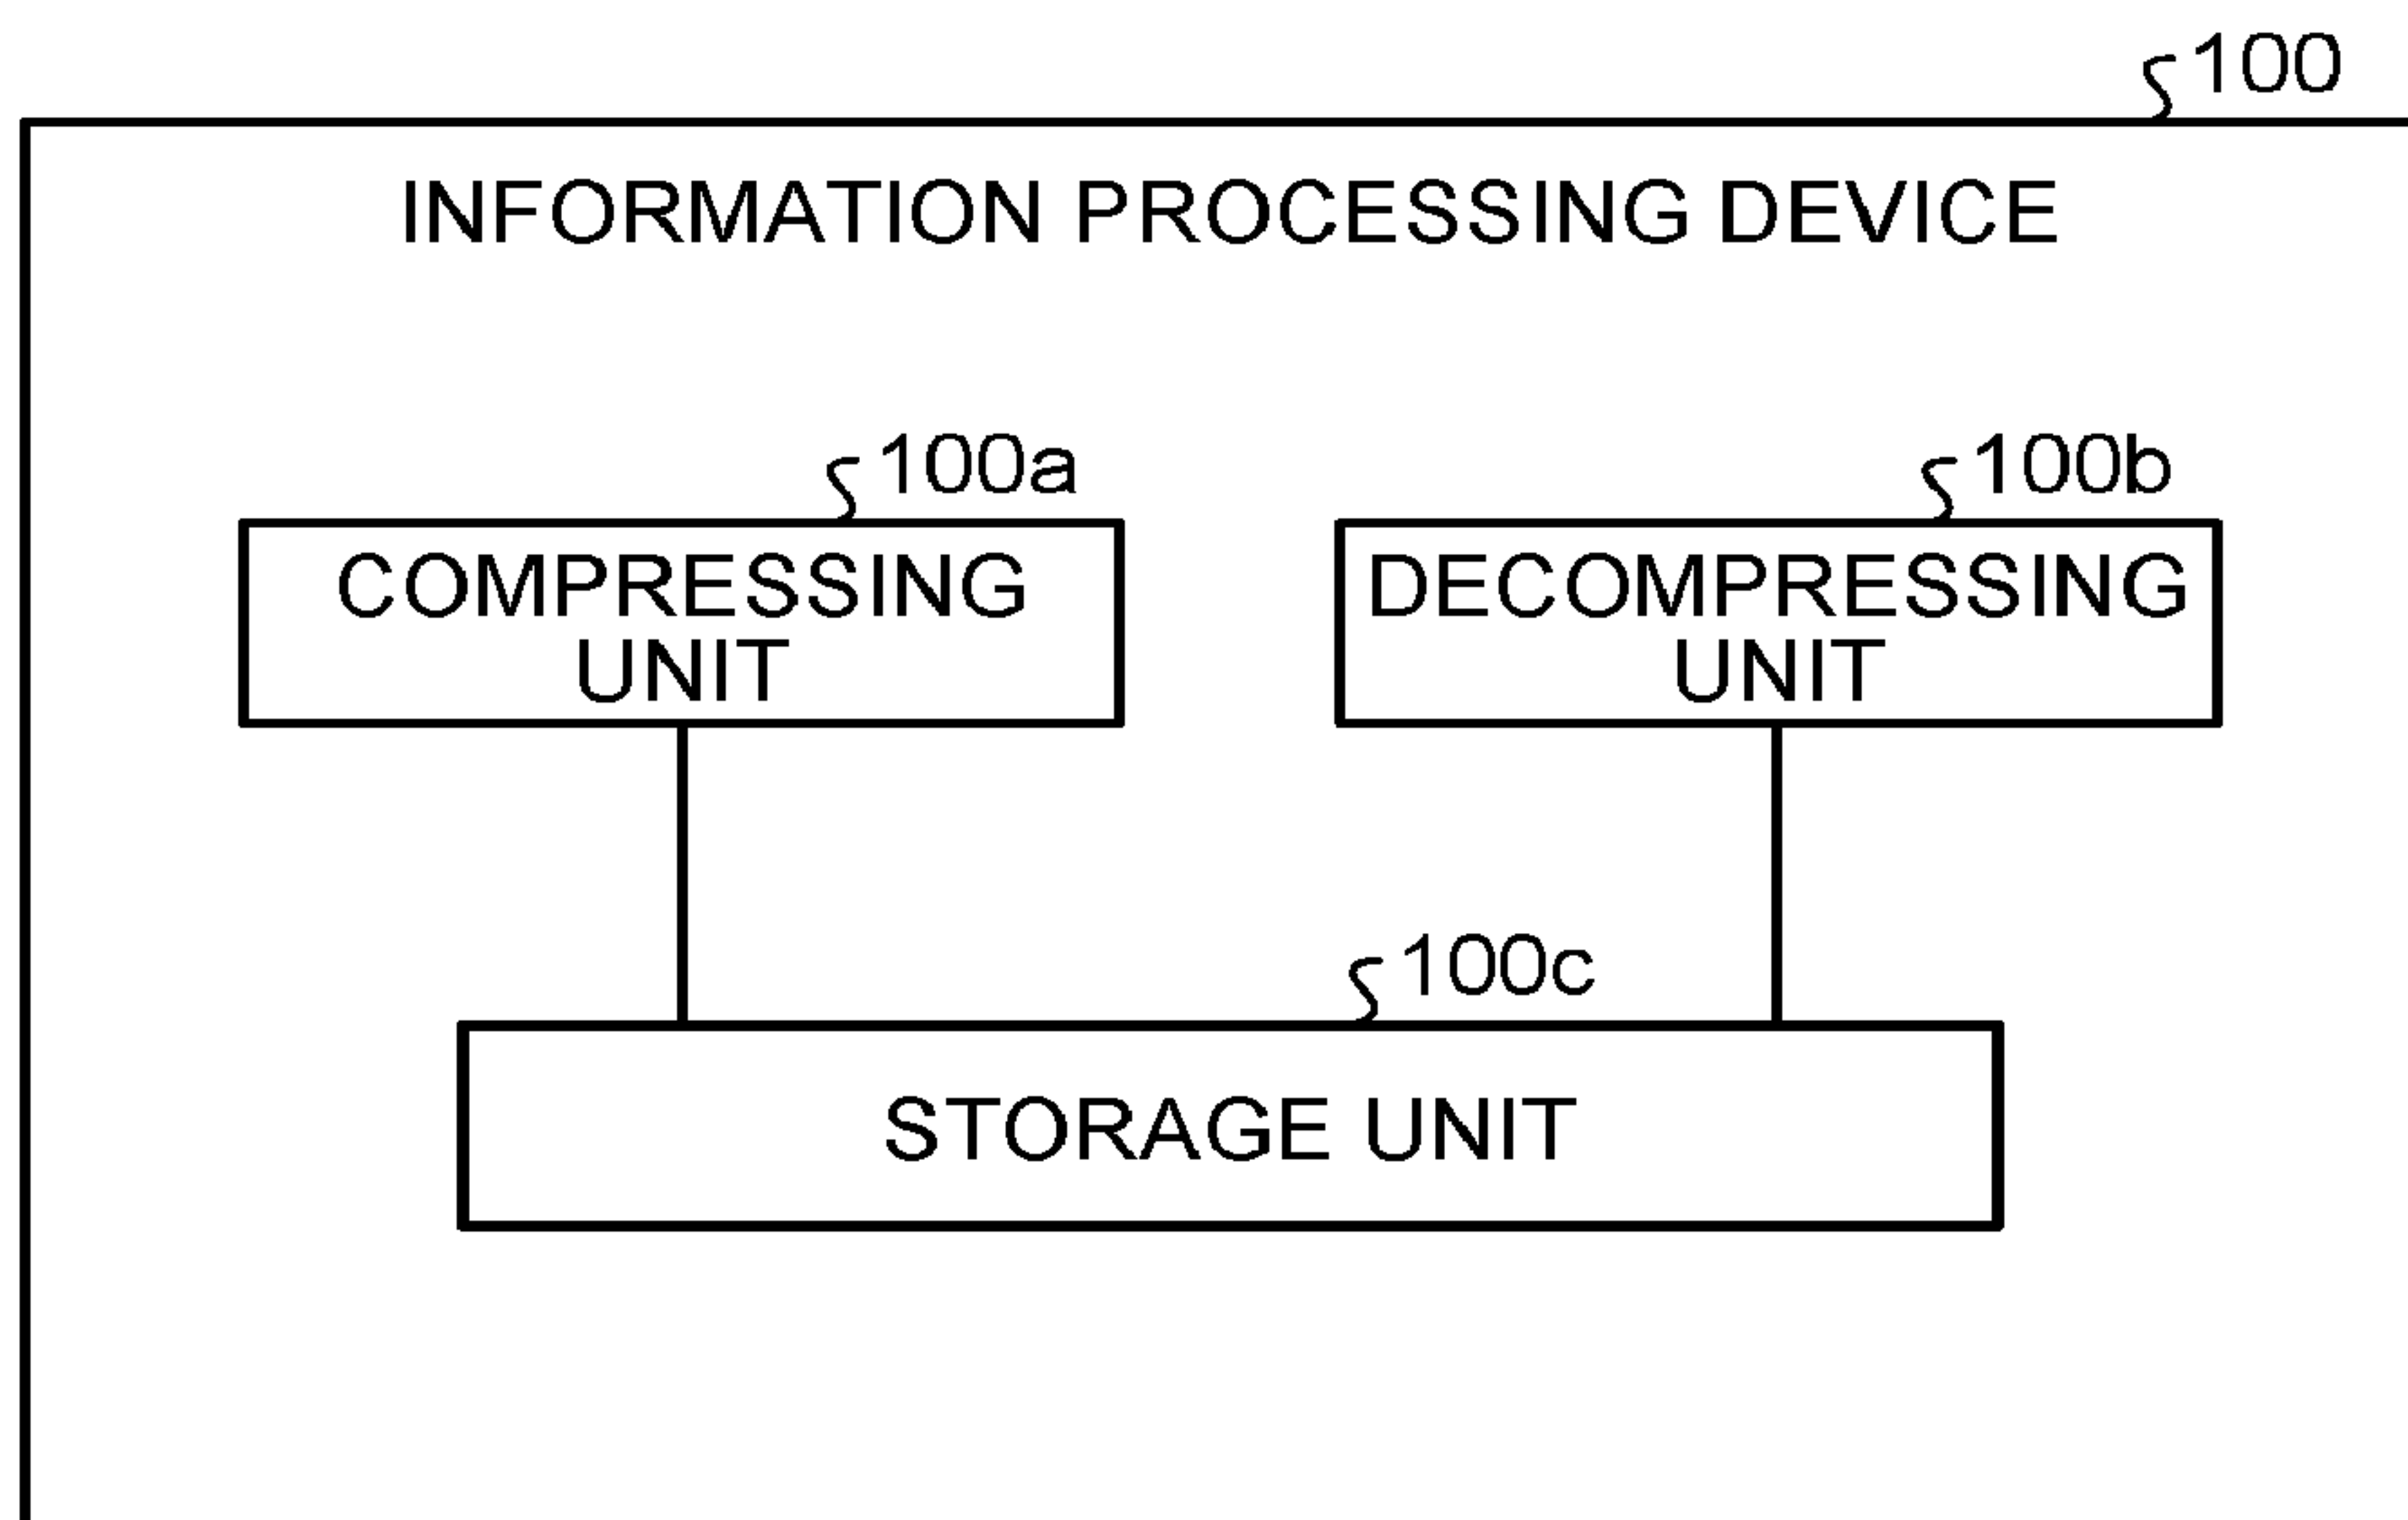 100
INFORMATION PROCESSING DEVICE
100a
100b
COMPRESSING
UNIT
DECOMPRESSING
UNIT
100c
STORAGE UNIT